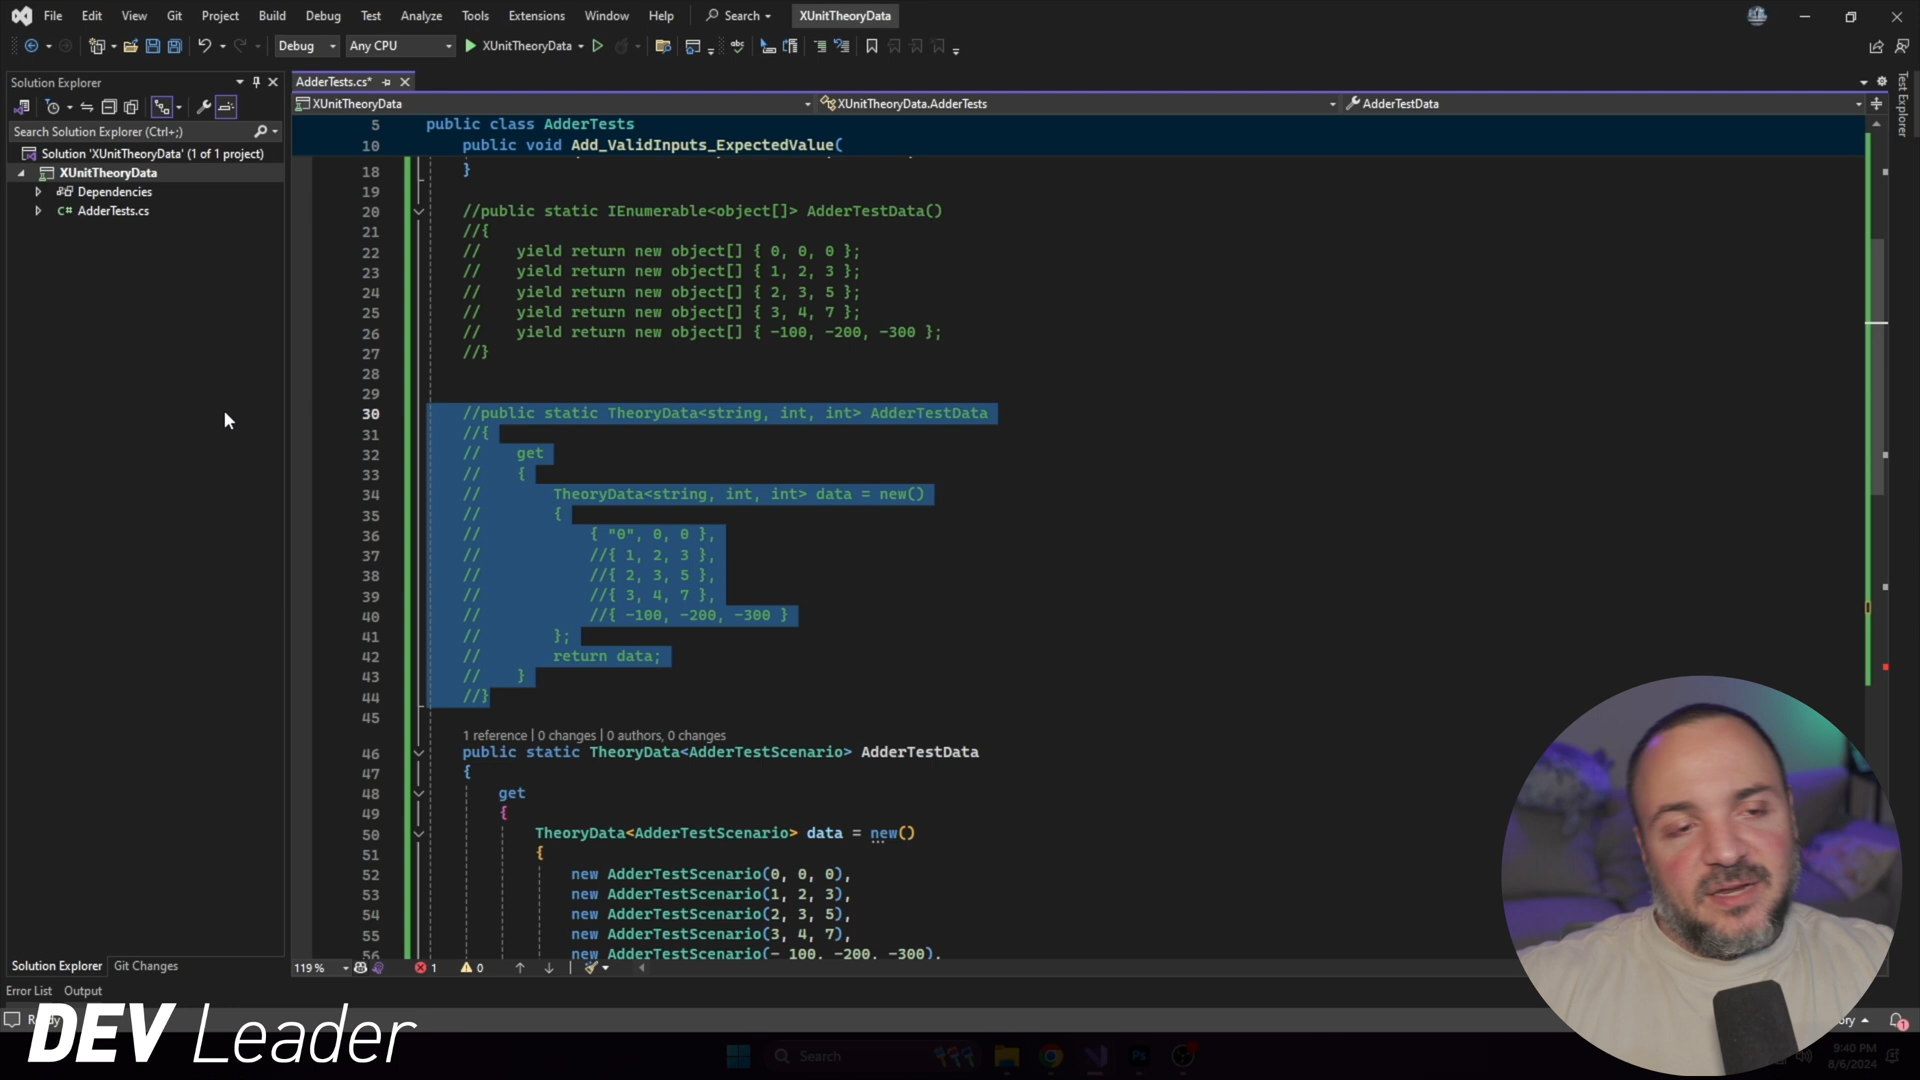 File Edit View Git Project Build Debug Test Analyze Tools Extensions Window Help Search XUnitTheoryData
Debug Any CPU XUnitTheoryData
Solution Explorer
AdderTests.cs*
XUnitTheoryData XUnitTheoryData.AdderTests AdderTestData
Test Explorer
Search Solution Explorer (Ctrl+;)
Solution 'XUnitTheoryData' (1 of 1 project)
XUnitTheoryData
Dependencies
C# AdderTests.cs
5 public class AdderTests
10 public void Add_ValidInputs_ExpectedValue(
18 }
19
20 //public static IEnumerable<object[]> AdderTestData()
21 //{
22 // yield return new object[] { 0, 0, 0 };
23 // yield return new object[] { 1, 2, 3 };
24 // yield return new object[] { 2, 3, 5 };
25 // yield return new object[] { 3, 4, 7 };
26 // yield return new object[] { -100, -200, -300 };
27 //}
28
29
30 //public static TheoryData<string, int, int> AdderTestData
31 //{
32 // get
33 // {
34 // TheoryData<string, int, int> data = new()
35 // {
36 // { "0", 0, 0 },
37 // //{ 1, 2, 3 },
38 // //{ 2, 3, 5 },
39 // //{ 3, 4, 7 },
40 // //{ -100, -200, -300 }
41 // };
42 // return data;
43 // }
44 //}
45
1 reference | 0 changes | 0 authors, 0 changes
46 public static TheoryData<AdderTestScenario> AdderTestData
47 {
48 get
49 {
50 TheoryData<AdderTestScenario> data = new()
51 {
52 new AdderTestScenario(0, 0, 0),
53 new AdderTestScenario(1, 2, 3),
54 new AdderTestScenario(2, 3, 5),
55 new AdderTestScenario(3, 4, 7),
56 new AdderTestScenario(- 100, -200, -300),
Solution Explorer Git Changes
119 % 1 0
Error List Output
DEV Leader
Search
9:40 PM
8/6/2024